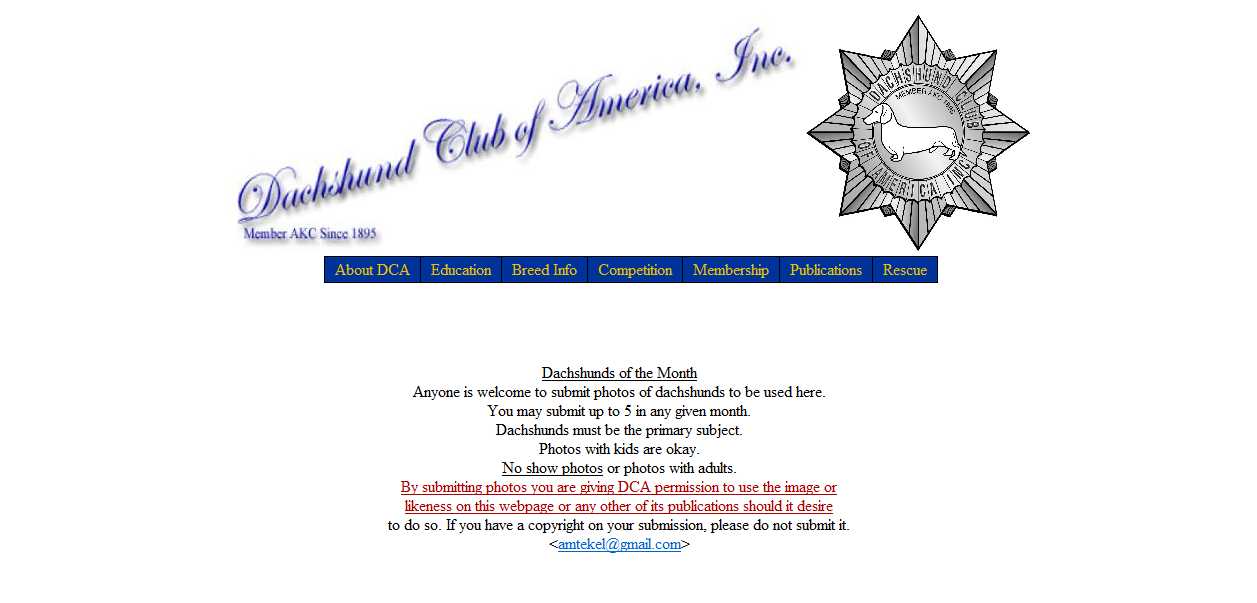 Dachshund Club of America, Inc.
Member AKC Since 1895
DACHSHUND CLUB
MEMBER AKC 1895
OF AMERICA INC
About DCA Education Breed Info Competition Membership Publications Rescue
Dachshunds of the Month
Anyone is welcome to submit photos of dachshunds to be used here.
You may submit up to 5 in any given month.
Dachshunds must be the primary subject.
Photos with kids are okay.
No show photos or photos with adults.
By submitting photos you are giving DCA permission to use the image or
likeness on this webpage or any other of its publications should it desire
to do so. If you have a copyright on your submission, please do not submit it.
<amtekel@gmail.com>